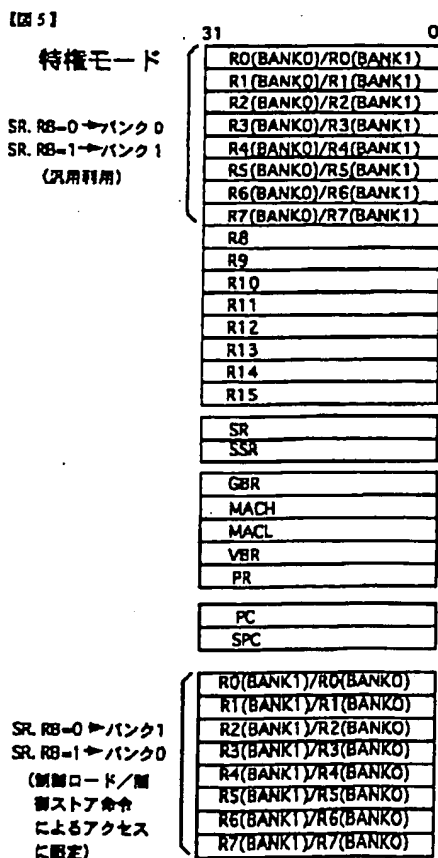 【図5】
31 0
特権モード
R0(BANK0)/R0(BANK1)
R1(BANK0)/R1(BANK1)
R2(BANK0)/R2(BANK1)
SR.RB=0→バンク0
R3(BANK0)/R3(BANK1)
SR.RB=1→バンク1
R4(BANK0)/R4(BANK1)
(汎用利用)
R5(BANK0)/R5(BANK1)
R6(BANK0)/R6(BANK1)
R7(BANK0)/R7(BANK1)
R8
R9
R10
R11
R12
R13
R14
R15
SR
SSR
GBR
MACH
MACL
VBR
PR
PC
SPC
R0(BANK1)/R0(BANK0)
R1(BANK1)/R1(BANK0)
SR.RB=0→バンク1
R2(BANK1)/R2(BANK0)
SR.RB=1→バンク0
R3(BANK1)/R3(BANK0)
(制御ロード/制
R4(BANK1)/R4(BANK0)
御ストア命令
R5(BANK1)/R5(BANK0)
によるアクセス
R6(BANK1)/R6(BANK0)
に限定)
R7(BANK1)/R7(BANK0)